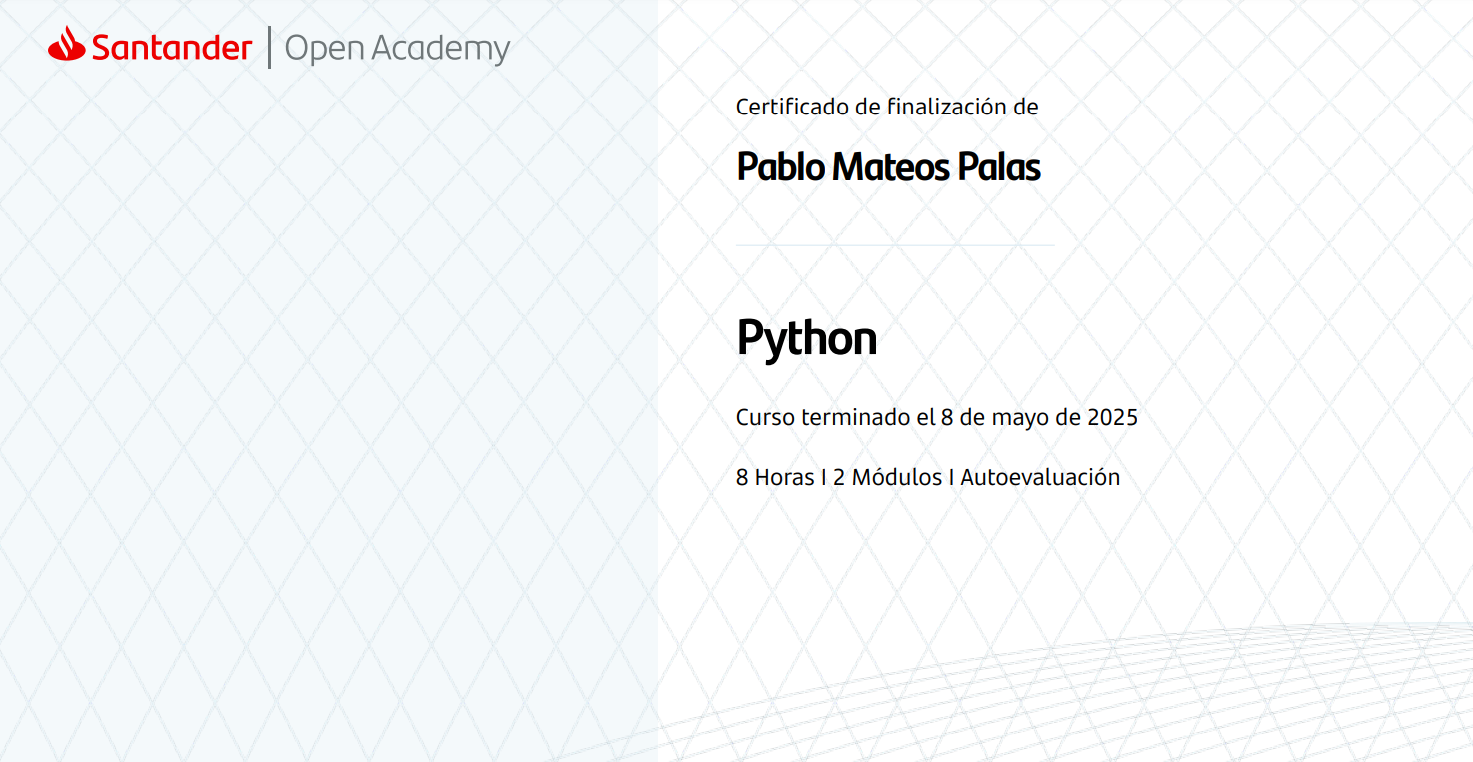 Santander | Open Academy
Certificado de finalización de
Pablo Mateos Palas
Python
Curso terminado el 8 de mayo de 2025
8 Horas I 2 Módulos I Autoevaluación